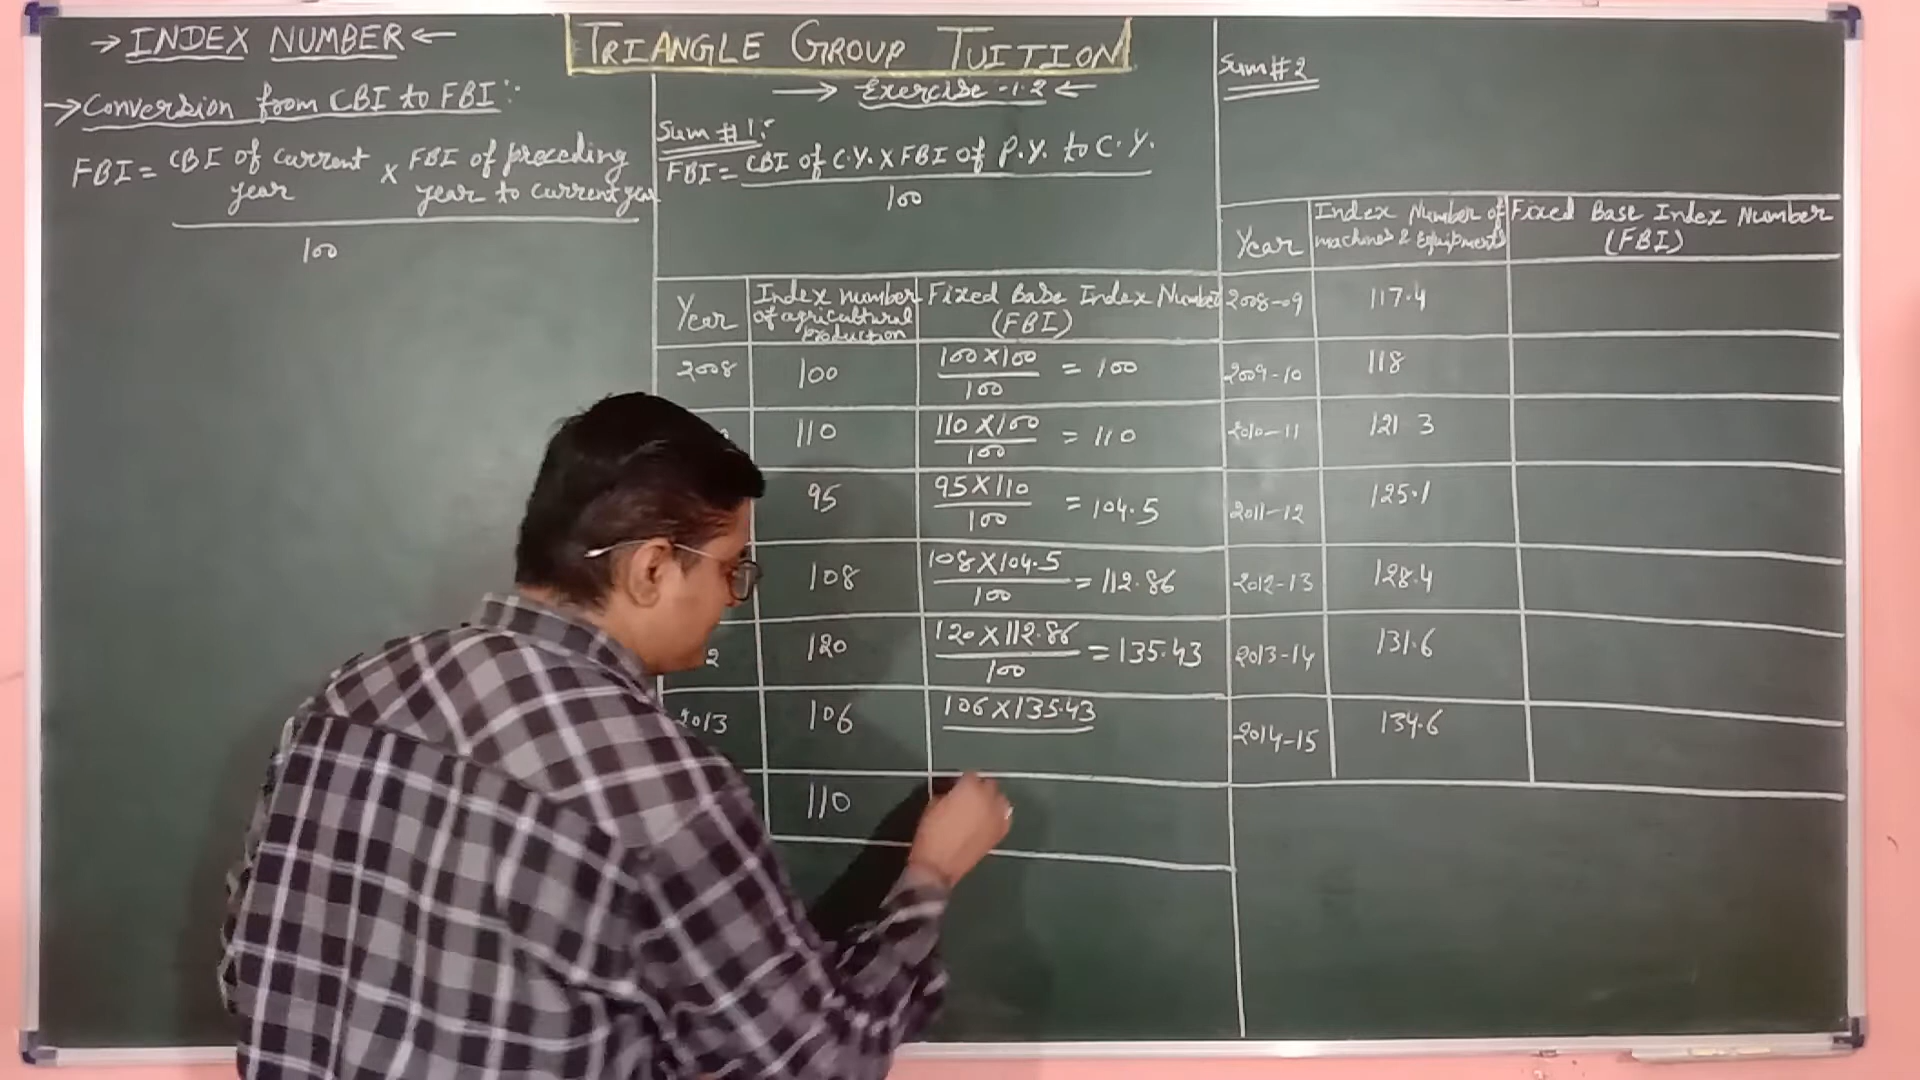 → INDEX NUMBER ←
TRIANGLE GROUP TUITION
→ Conversion from CBI to FBI :-
FBI = CBI of current year × FBI of preceding year to current year
100
→ Exercise - 1.2 ←
Sum # 1:-
FBI = CBI of C.Y. × FBI of P.Y. to C.Y.
100
Year Index number of agricultural production Fixed Base Index Number (FBI)
2008 100 100 × 100 / 100 = 100
110 110 × 100 / 100 = 110
95 95 × 110 / 100 = 104.5
108 108 × 104.5 / 100 = 112.86
2 120 120 × 112.86 / 100 = 135.43
2013 106 106 × 135.43
110
Sum # 2
Year Index Number of machines & Equipments Fixed Base Index Number (FBI)
2008-09 117.4
2009-10 118
2010-11 121.3
2011-12 125.1
2012-13 128.4
2013-14 131.6
2014-15 134.6